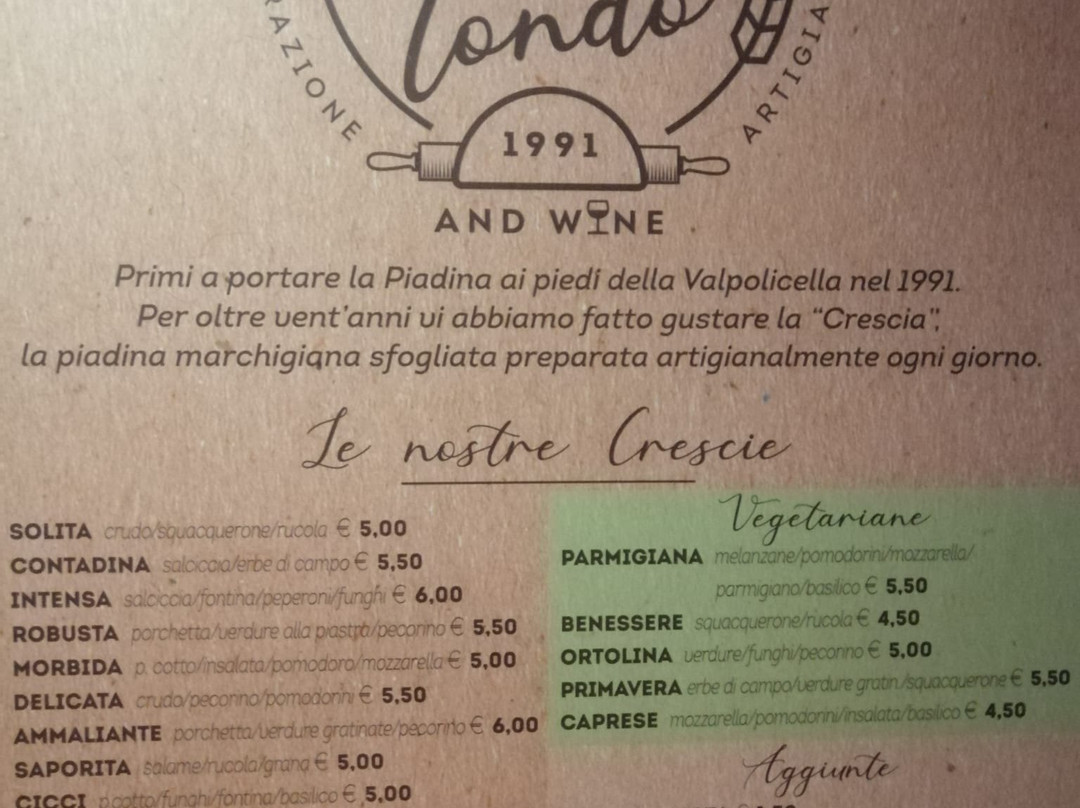 Tondo
RAZIONE
ARTIGIA
1991
AND WINE
Primi a portare la Piadina ai piedi della Valpolicella nel 1991.
Per oltre vent'anni vi abbiamo fatto gustare la “Crescia”,
la piadina marchigiana sfogliata preparata artigianalmente ogni giorno.
Le nostre Crescie
SOLITA crudo/squacquerone/rucola € 5,00
CONTADINA salciccia/erbe di campo € 5,50
INTENSA salciccia/fontina/peperoni/funghi € 6,00
ROBUSTA porchetta/verdure alla piastra/pecorino € 5,50
MORBIDA p. cotto/insalata/pomodoro/mozzarella € 5,00
DELICATA crudo/pecorino/pomodorini € 5,50
AMMALIANTE porchetta/verdure gratinate/pecorino € 6,00
SAPORITA salame/rucola/grana € 5,00
CICCI p.cotto/funghi/fontina/basilico € 5,00
Vegetariane
PARMIGIANA melanzane/pomodorini/mozzarella/
parmigiano/basilico € 5,50
BENESSERE squacquerone/rucola € 4,50
ORTOLINA verdure/funghi/pecorino € 5,00
PRIMAVERA erbe di campo/verdure gratin./squacquerone € 5,50
CAPRESE mozzarella/pomodorini/insalata/basilico € 4,50
Aggiunte